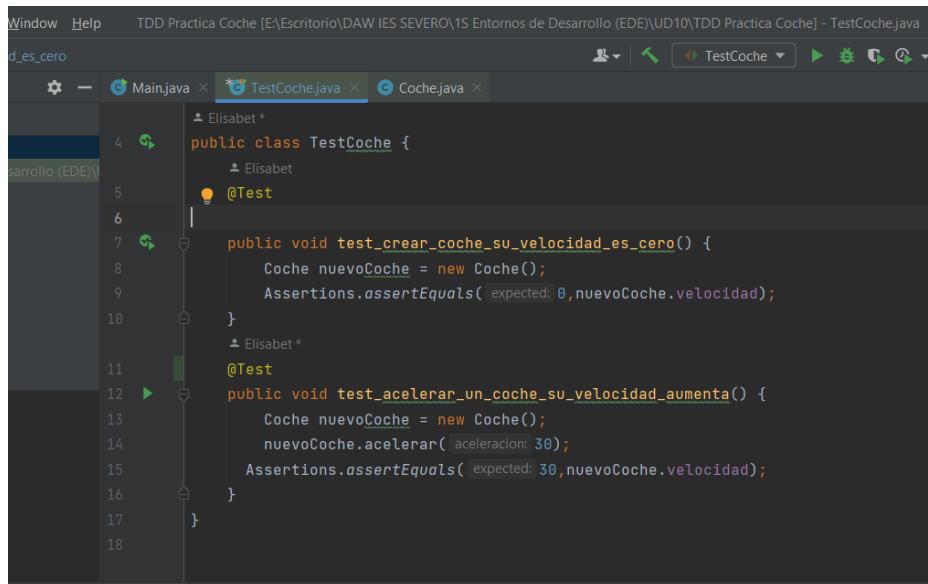 Window Help TDD Practica Coche [E:\Escritorio\DAW IES SEVERO\1S Entornos de Desarrollo (EDE)\UD10\TDD Practica Coche] - TestCoche.java
d_es_cero TestCoche
Main.java TestCoche.java Coche.java
Elisabet *
4 public class TestCoche {
sarrollo (EDE)\
Elisabet
5 @Test
6
7 public void test_crear_coche_su_velocidad_es_cero() {
8 Coche nuevoCoche = new Coche();
9 Assertions.assertEquals( expected: 0,nuevoCoche.velocidad);
10 }
Elisabet *
11 @Test
12 public void test_acelerar_un_coche_su_velocidad_aumenta() {
13 Coche nuevoCoche = new Coche();
14 nuevoCoche.acelerar( aceleracion: 30);
15 Assertions.assertEquals( expected: 30,nuevoCoche.velocidad);
16 }
17 }
18